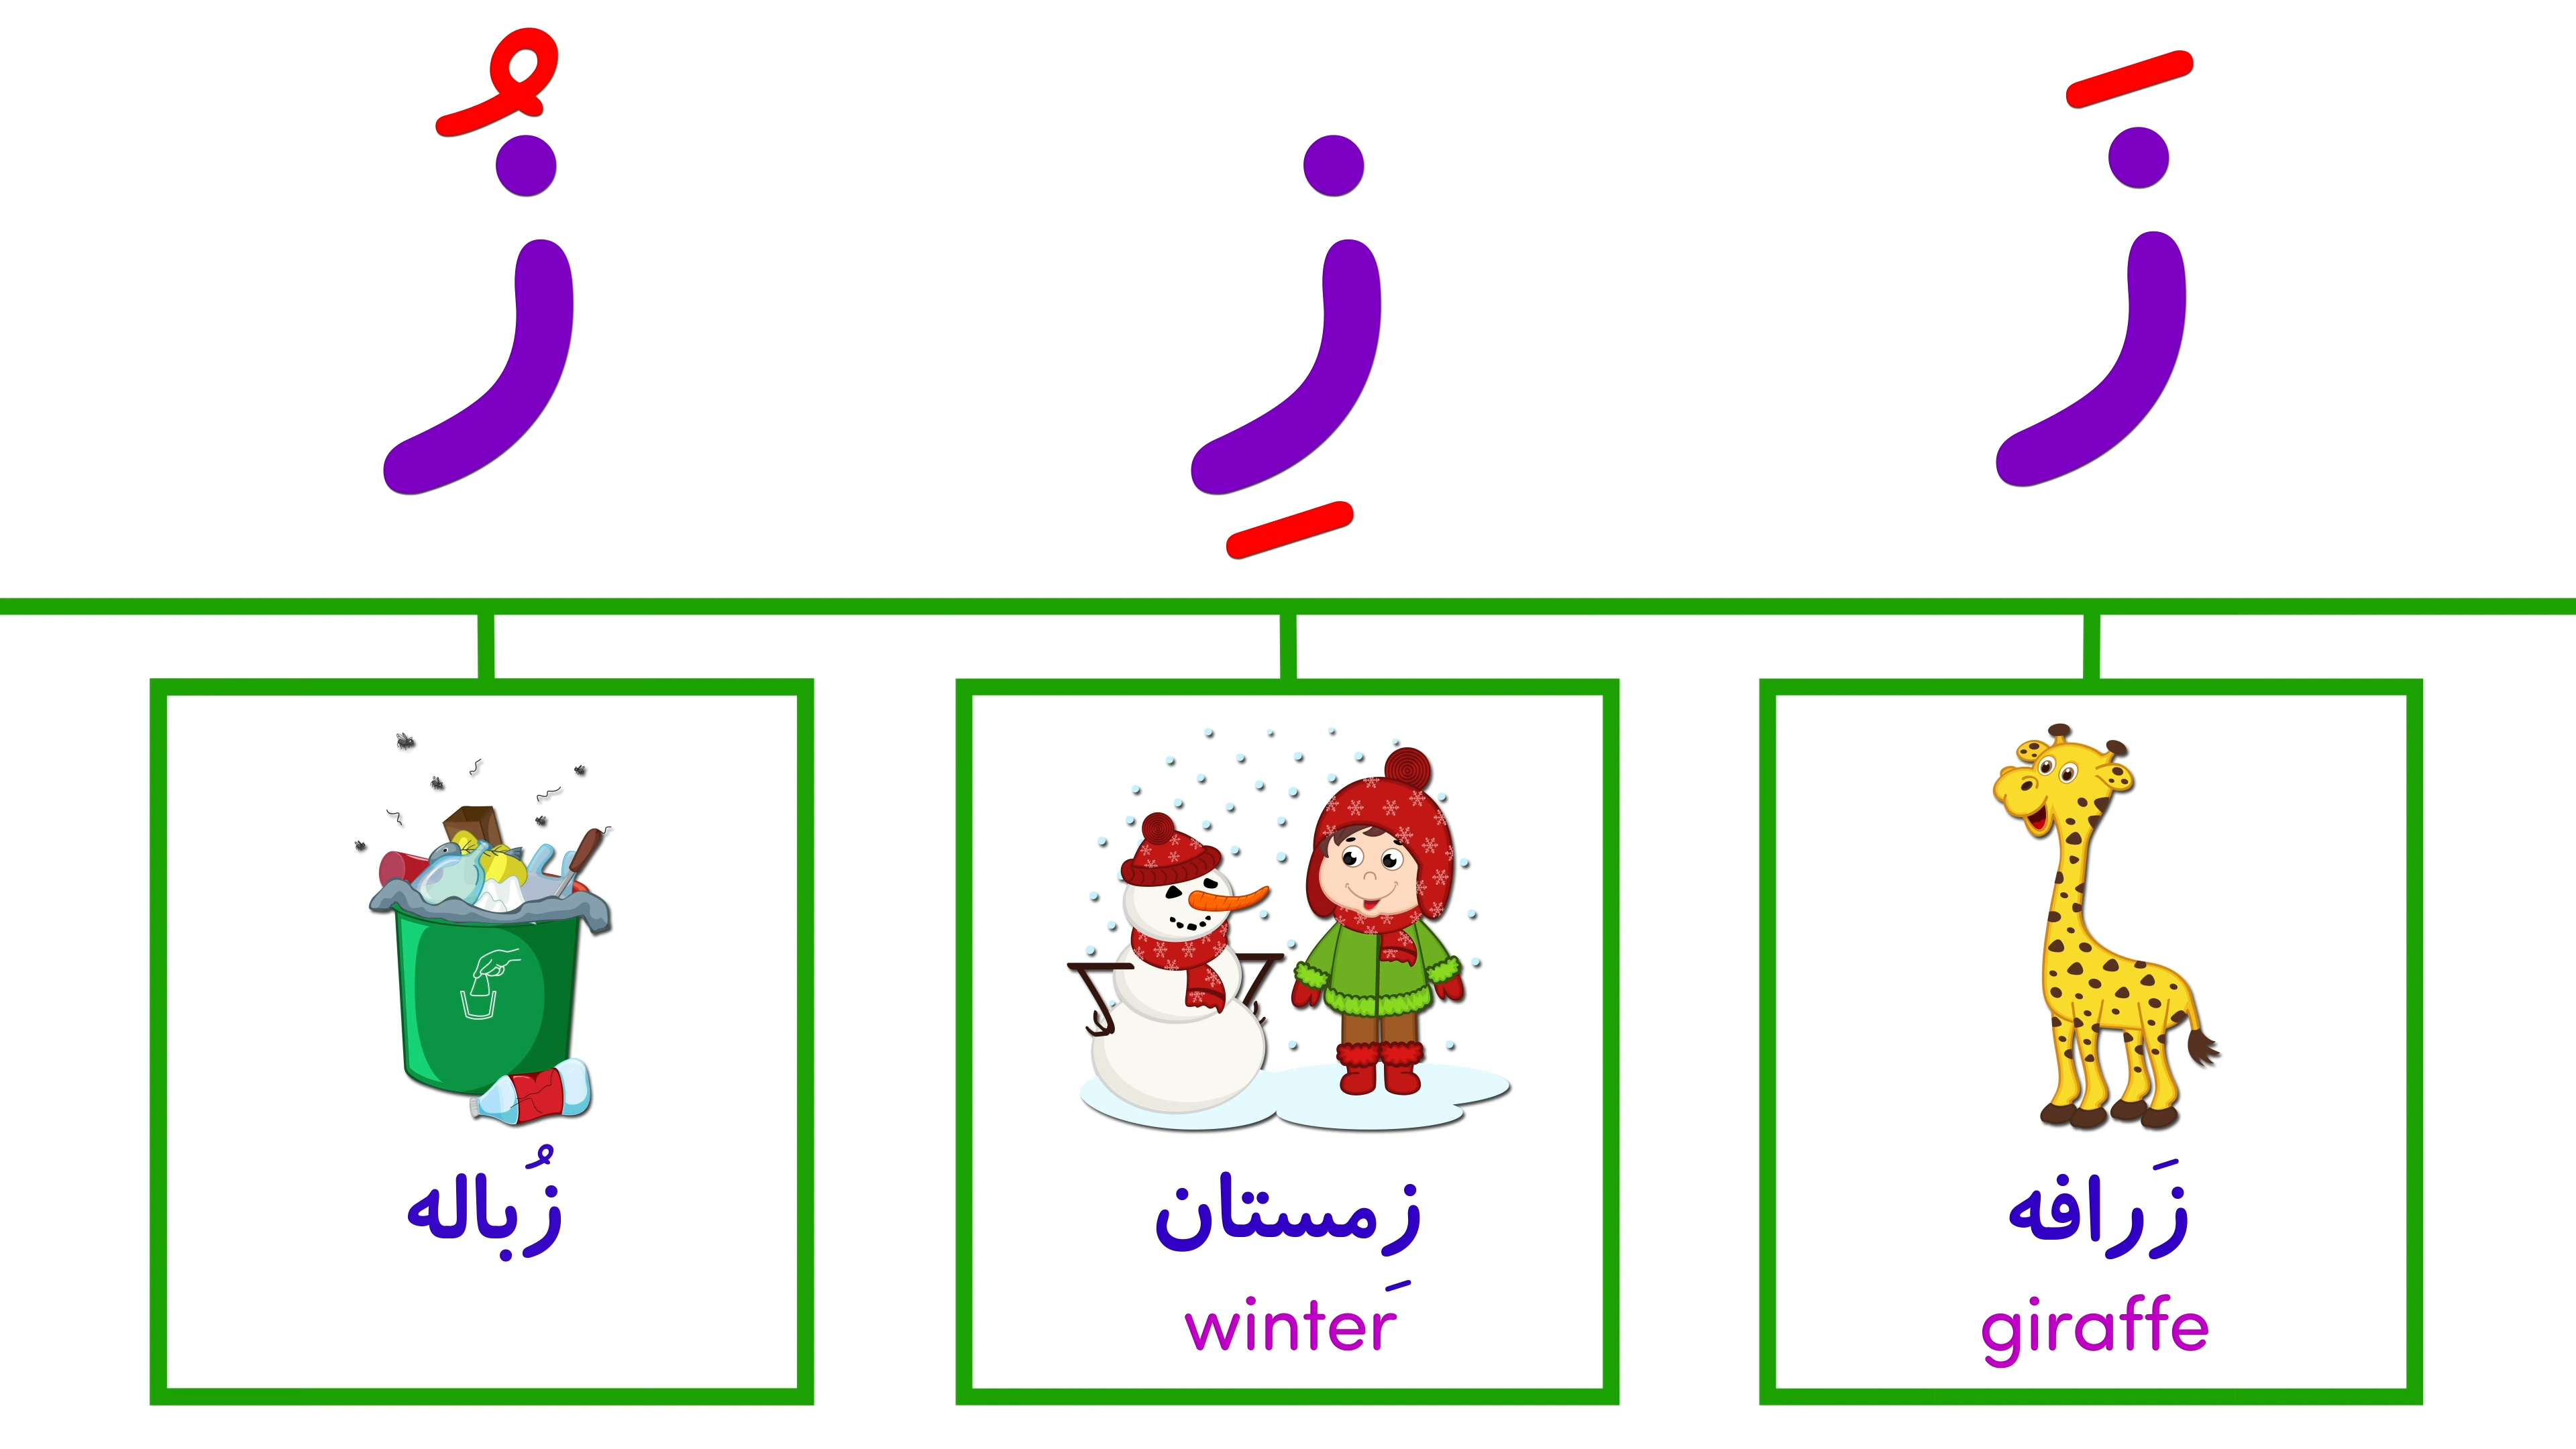 زَ زِ زُ
زَرافه
giraffe
زِمستان
winter
زُباله